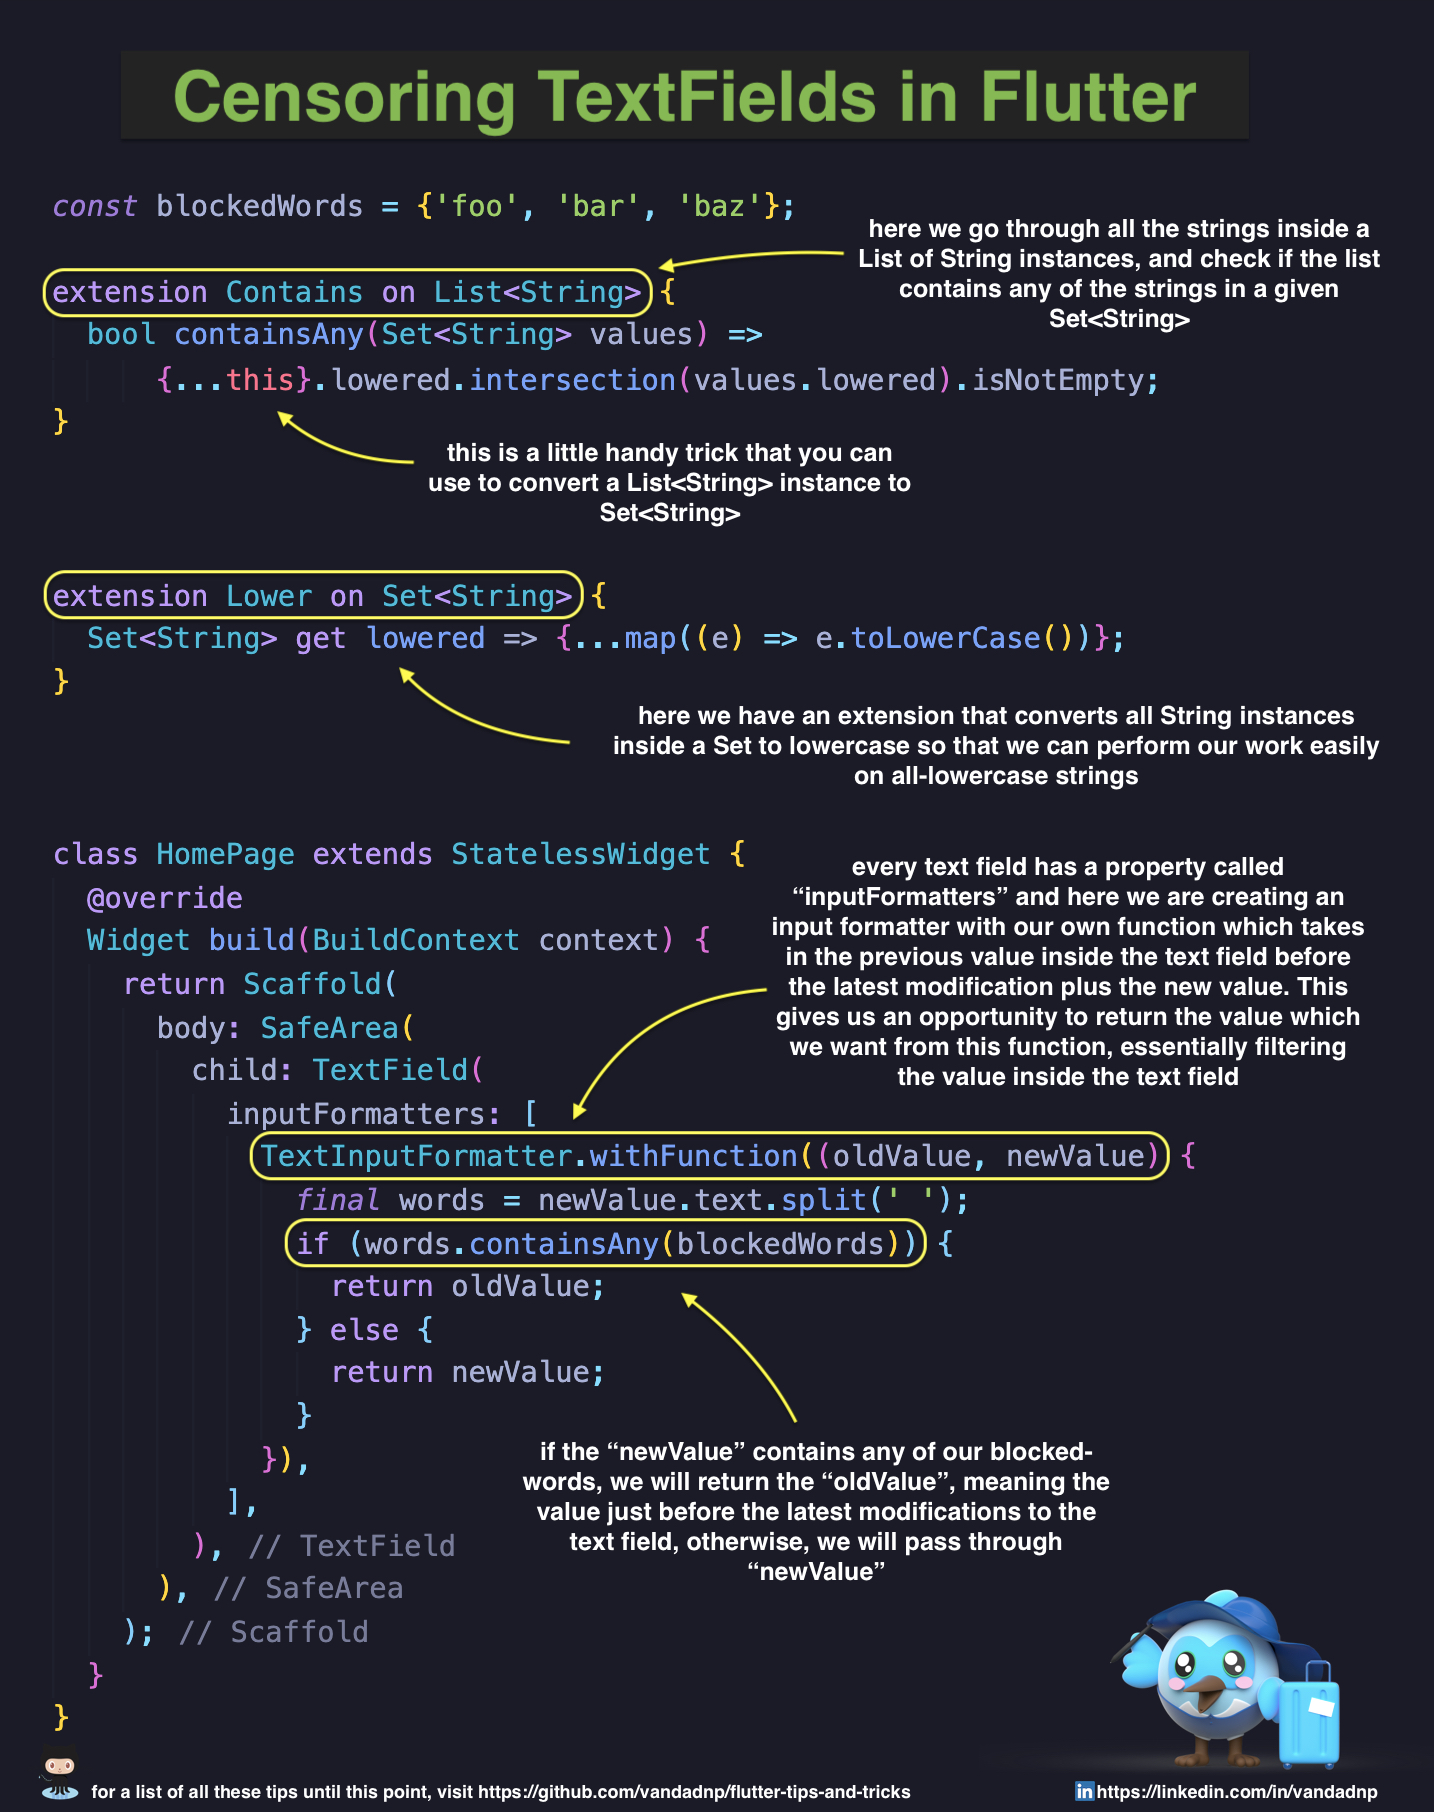 Censoring TextFields in Flutter
const blockedWords = {'foo', 'bar', 'baz'};
here we go through all the strings inside a
List of String instances, and check if the list
contains any of the strings in a given
Set<String>
extension Contains on List<String> {
bool containsAny(Set<String> values) =>
{...this}.lowered.intersection(values.lowered).isNotEmpty;
}
this is a little handy trick that you can
use to convert a List<String> instance to
Set<String>
extension Lower on Set<String> {
Set<String> get lowered => {...map((e) => e.toLowerCase())};
}
here we have an extension that converts all String instances
inside a Set to lowercase so that we can perform our work easily
on all-lowercase strings
class HomePage extends StatelessWidget {
@override
Widget build(BuildContext context) {
return Scaffold(
body: SafeArea(
child: TextField(
inputFormatters: [
every text field has a property called
“inputFormatters” and here we are creating an
input formatter with our own function which takes
in the previous value inside the text field before
the latest modification plus the new value. This
gives us an opportunity to return the value which
we want from this function, essentially filtering
the value inside the text field
TextInputFormatter.withFunction((oldValue, newValue) {
final words = newValue.text.split(' ');
if (words.containsAny(blockedWords)) {
return oldValue;
} else {
return newValue;
}
}),
],
), // TextField
), // SafeArea
); // Scaffold
}
}
if the “newValue” contains any of our blocked-
words, we will return the “oldValue”, meaning the
value just before the latest modifications to the
text field, otherwise, we will pass through
“newValue”
for a list of all these tips until this point, visit https://github.com/vandadnp/flutter-tips-and-tricks
in https://linkedin.com/in/vandadnp